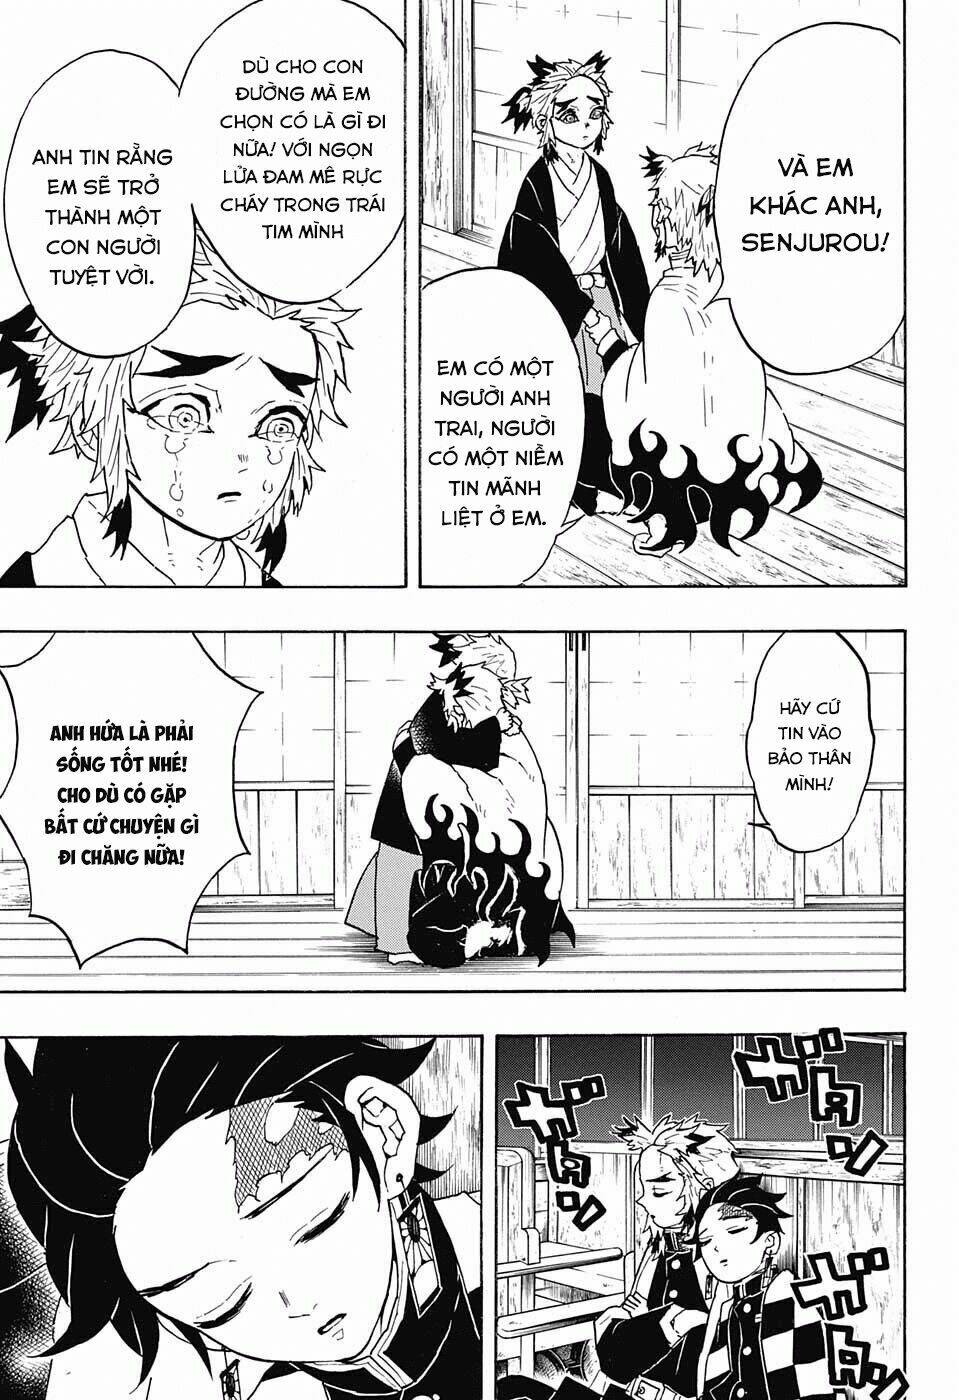 VÀ EM
KHÁC ANH,
SENJUROU!
EM CÓ MỘT
NGƯỜI ANH
TRAI, NGƯỜI
CÓ MỘT NIỀM
TIN MÃNH
LIỆT Ở EM.
DÙ CHO CON
ĐƯỜNG MÀ EM
CHỌN CÓ LÀ GÌ ĐI
NỮA! VỚI NGỌN
LỬA ĐAM MÊ RỰC
CHÁY TRONG TRÁI
TIM MÌNH
ANH TIN RẰNG
EM SẼ TRỞ
THÀNH MỘT
CON NGƯỜI
TUYỆT VỜI.
HÃY CỨ
TIN VÀO
BẢO THÂN
MÌNH!
ANH HỨA LÀ PHẢI
SỐNG TỐT NHÉ!
CHO DÙ CÓ GẶP
BẤT CỨ CHUYỆN GÌ
ĐI CHĂNG NỮA!